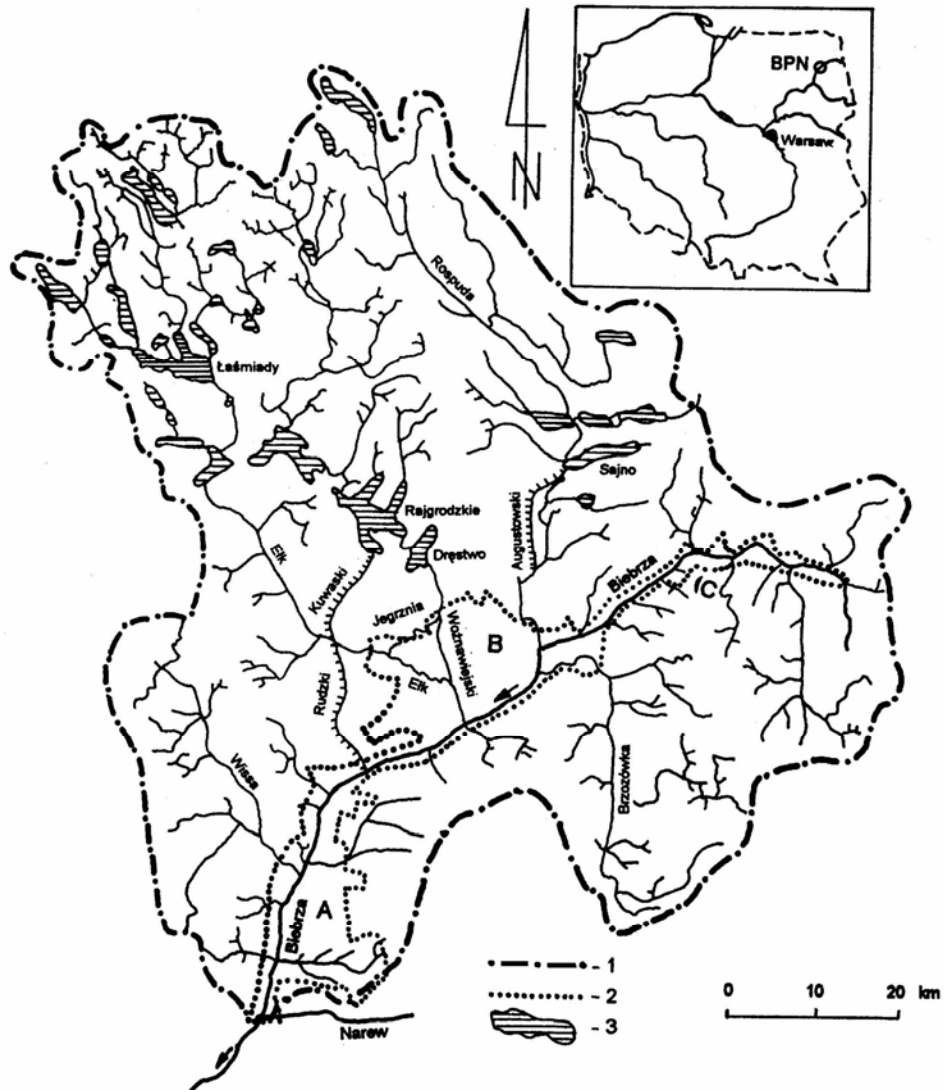 N
BPN
Warsaw.
Rospuda
Łaśmiady
Sajno
Rajgrodzkie
Augustowski
Dręstwo
Ełk
Kuwaski
Biebrza
C
Jegrznia
B
Woźnawiejski
Ełk
Rudzki
Wissa
Brzozówka
A
Biebrza
- 1
- 2
- 3
0 10 20 km
Narew